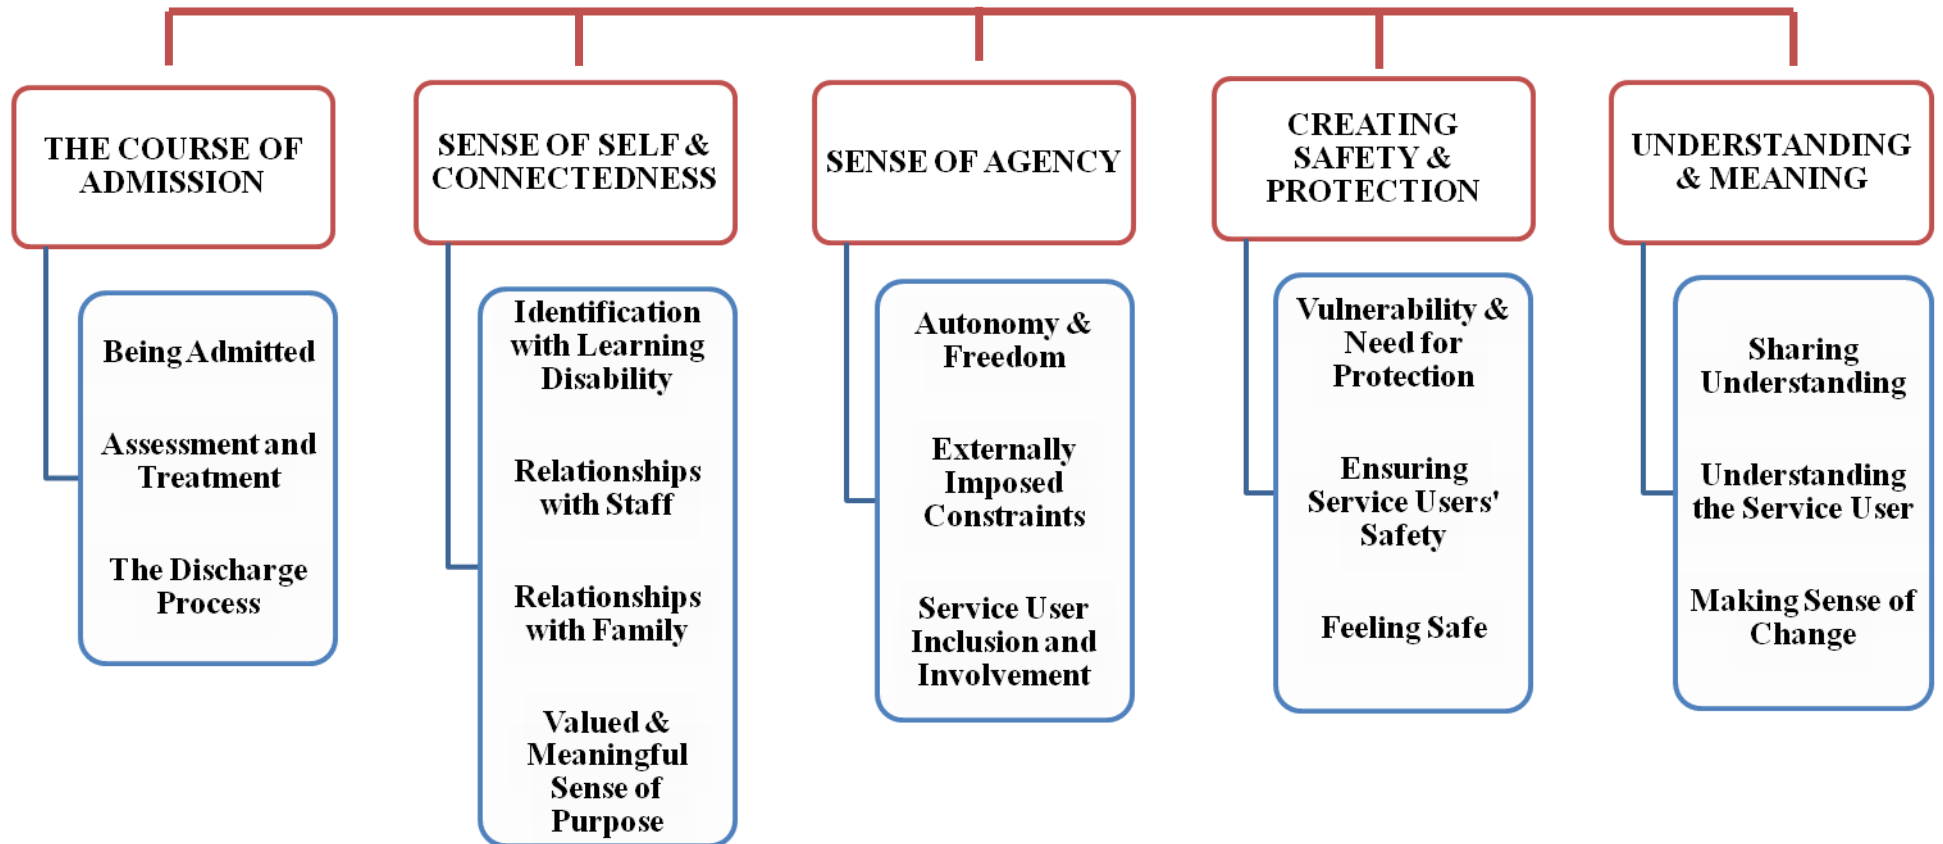 THE COURSE OF
ADMISSION
Being Admitted
Assessment and
Treatment
The Discharge
Process
SENSE OF SELF &
CONNECTEDNESS
Identification
with Learning
Disability
Relationships
with Staff
Relationships
with Family
Valued &
Meaningful
Sense of
Purpose
SENSE OF AGENCY
Autonomy &
Freedom
Externally
Imposed
Constraints
Service User
Inclusion and
Involvement
CREATING
SAFETY &
PROTECTION
Vulnerability &
Need for
Protection
Ensuring
Service Users'
Safety
Feeling Safe
UNDERSTANDING
& MEANING
Sharing
Understanding
Understanding
the Service User
Making Sense of
Change